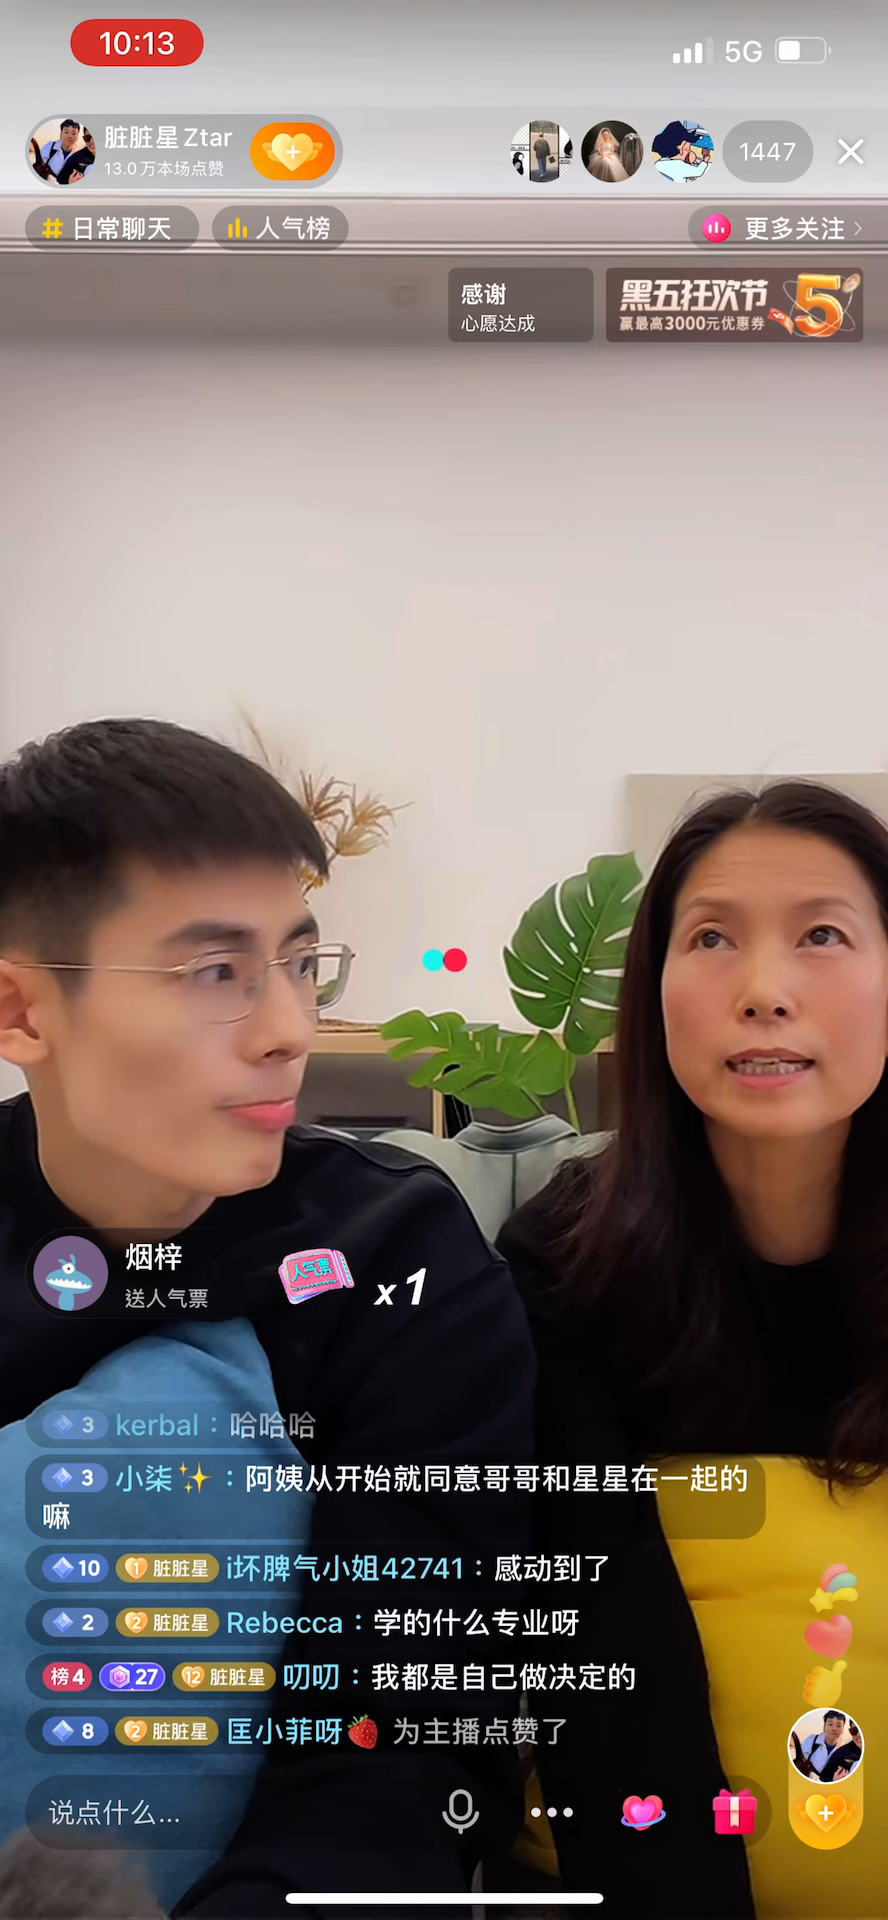 10:13
5G
脏脏星Ztar
13.0万本场点赞
1447
日常聊天
人气榜
更多关注
感谢
心愿达成
黑五狂欢节
赢最高3000元优惠券
5
烟梓
送人气票
人气票
x1
3 kerbal：哈哈哈
3 小柒✨：阿姨从开始就同意哥哥和星星在一起的
嘛
10 1 脏脏星 i坏脾气小姐42741：感动到了
2 2 脏脏星 Rebecca：学的什么专业呀
榜4 27 12 脏脏星 叨叨：我都是自己做决定的
8 2 脏脏星 匡小菲呀🍓 为主播点赞了
说点什么...